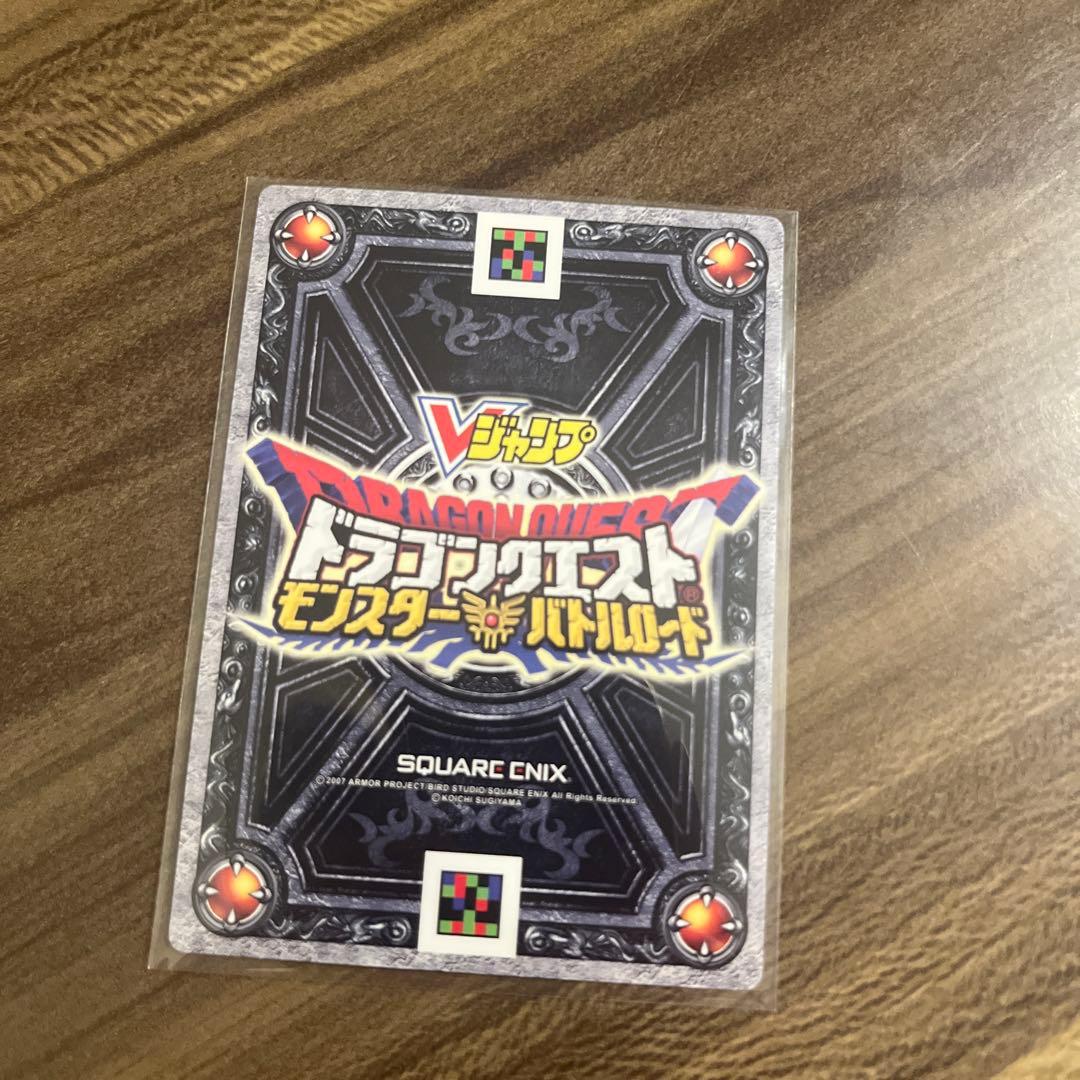 Vジャンプ
DRAGON QUEST
ドラゴンクエスト®
モンスターバトルロード
SQUARE ENIX
©2007 ARMOR PROJECT/BIRD STUDIO/SQUARE ENIX All Rights Reserved.
©KOICHI SUGIYAMA